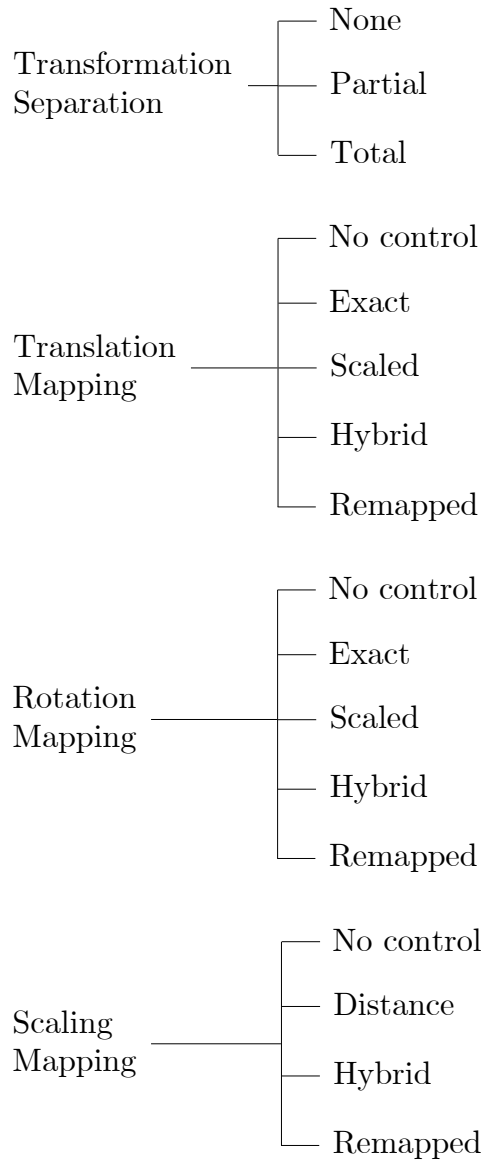 Transformation
Separation
None
Partial
Total
Translation
Mapping
No control
Exact
Scaled
Hybrid
Remapped
Rotation
Mapping
No control
Exact
Scaled
Hybrid
Remapped
Scaling
Mapping
No control
Distance
Hybrid
Remapped